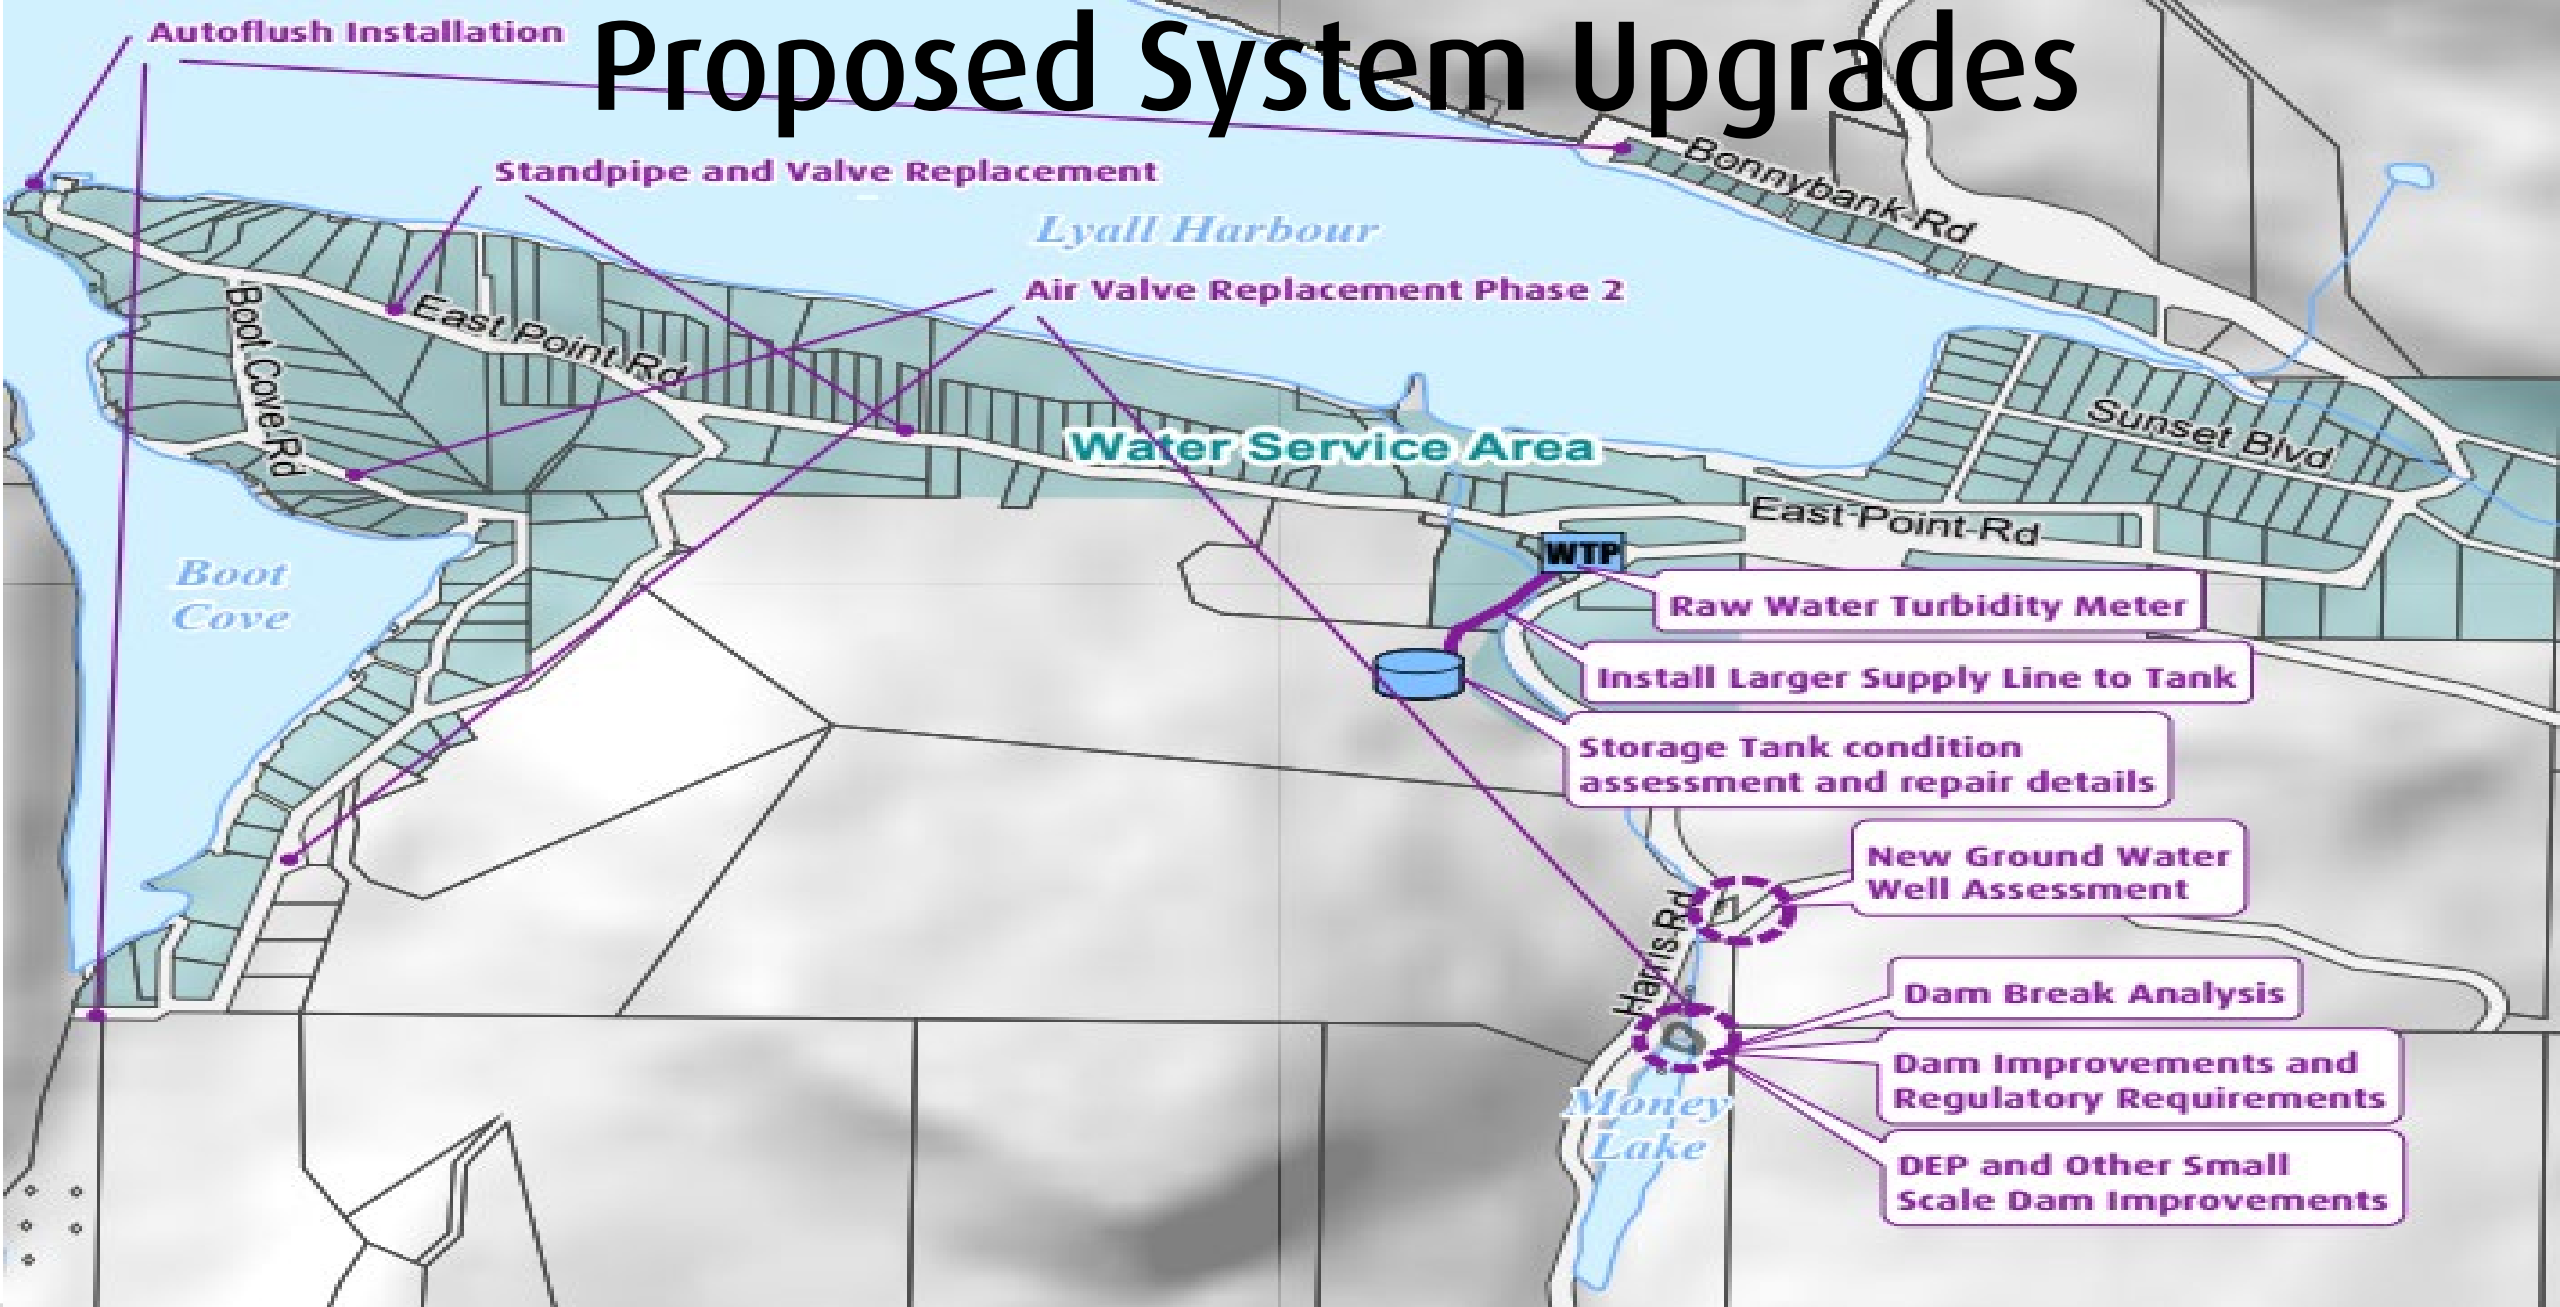 Proposed System Upgrades
Autoflush Installation
Standpipe and Valve Replacement
Bonnybank Rd
Lyall Harbour
Air Valve Replacement Phase 2
East Point Rd
Boot Cove Rd
Sunset Blvd
Water Service Area
East Point Rd
WTP
Boot
Cove
Raw Water Turbidity Meter
Install Larger Supply Line to Tank
Storage Tank condition
assessment and repair details
New Ground Water
Well Assessment
Harris Rd
Dam Break Analysis
Dam Improvements and
Regulatory Requirements
Money
Lake
DEP and Other Small
Scale Dam Improvements